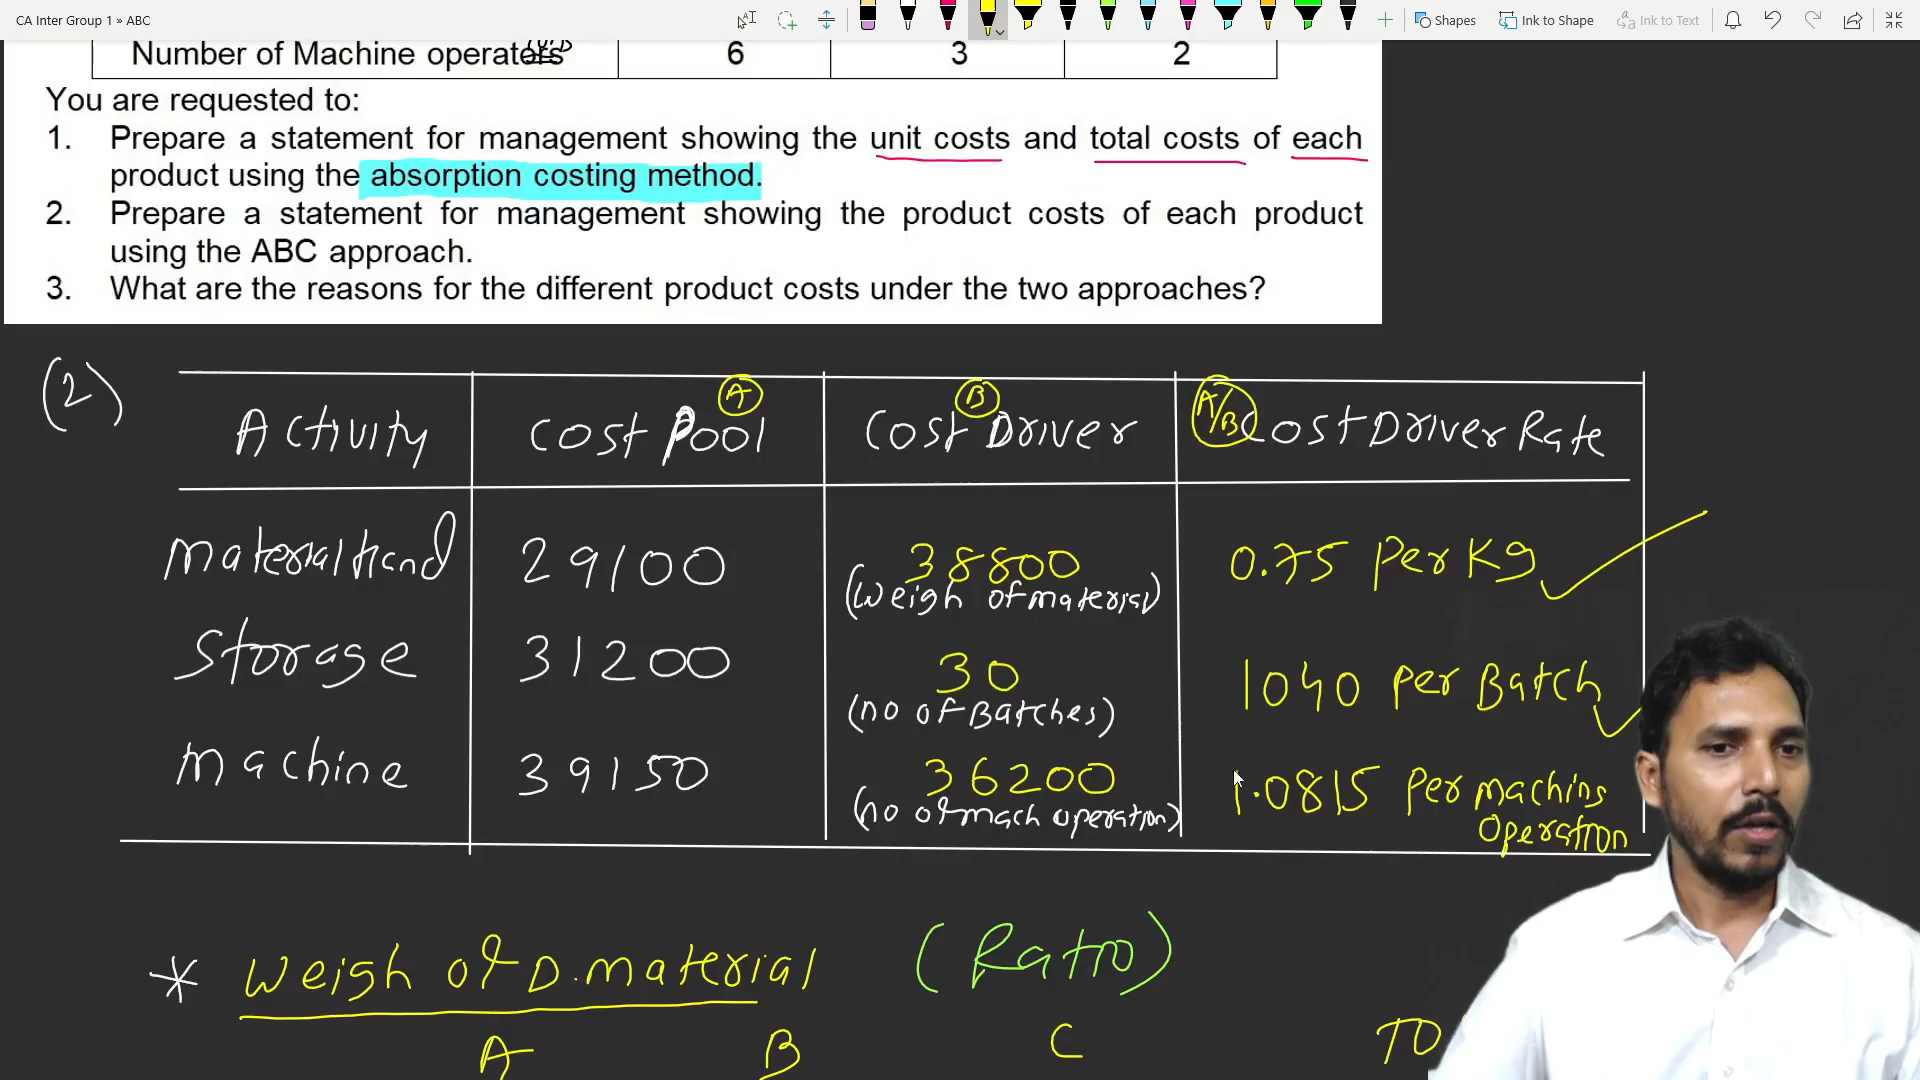 CA Inter Group 1 » ABC
Shapes
Ink to Shape
Ink to Text
Number of Machine operators 6 3 2
You are requested to:
1. Prepare a statement for management showing the unit costs and total costs of each
product using the absorption costing method.
2. Prepare a statement for management showing the product costs of each product
using the ABC approach.
3. What are the reasons for the different product costs under the two approaches?
(2)
A B A/B
Activity Cost Pool Cost Driver Cost Driver Rate
Material Hand 29100 38800 0.75 Per Kg
(Weigh of material)
Storage 31200 30 1040 Per Batch
(no of Batches)
Machine 39150 36200 1.0815 Per Machins
(no of mach operation) Operation
* Weigh of D. material (Ratio)
A B C TO